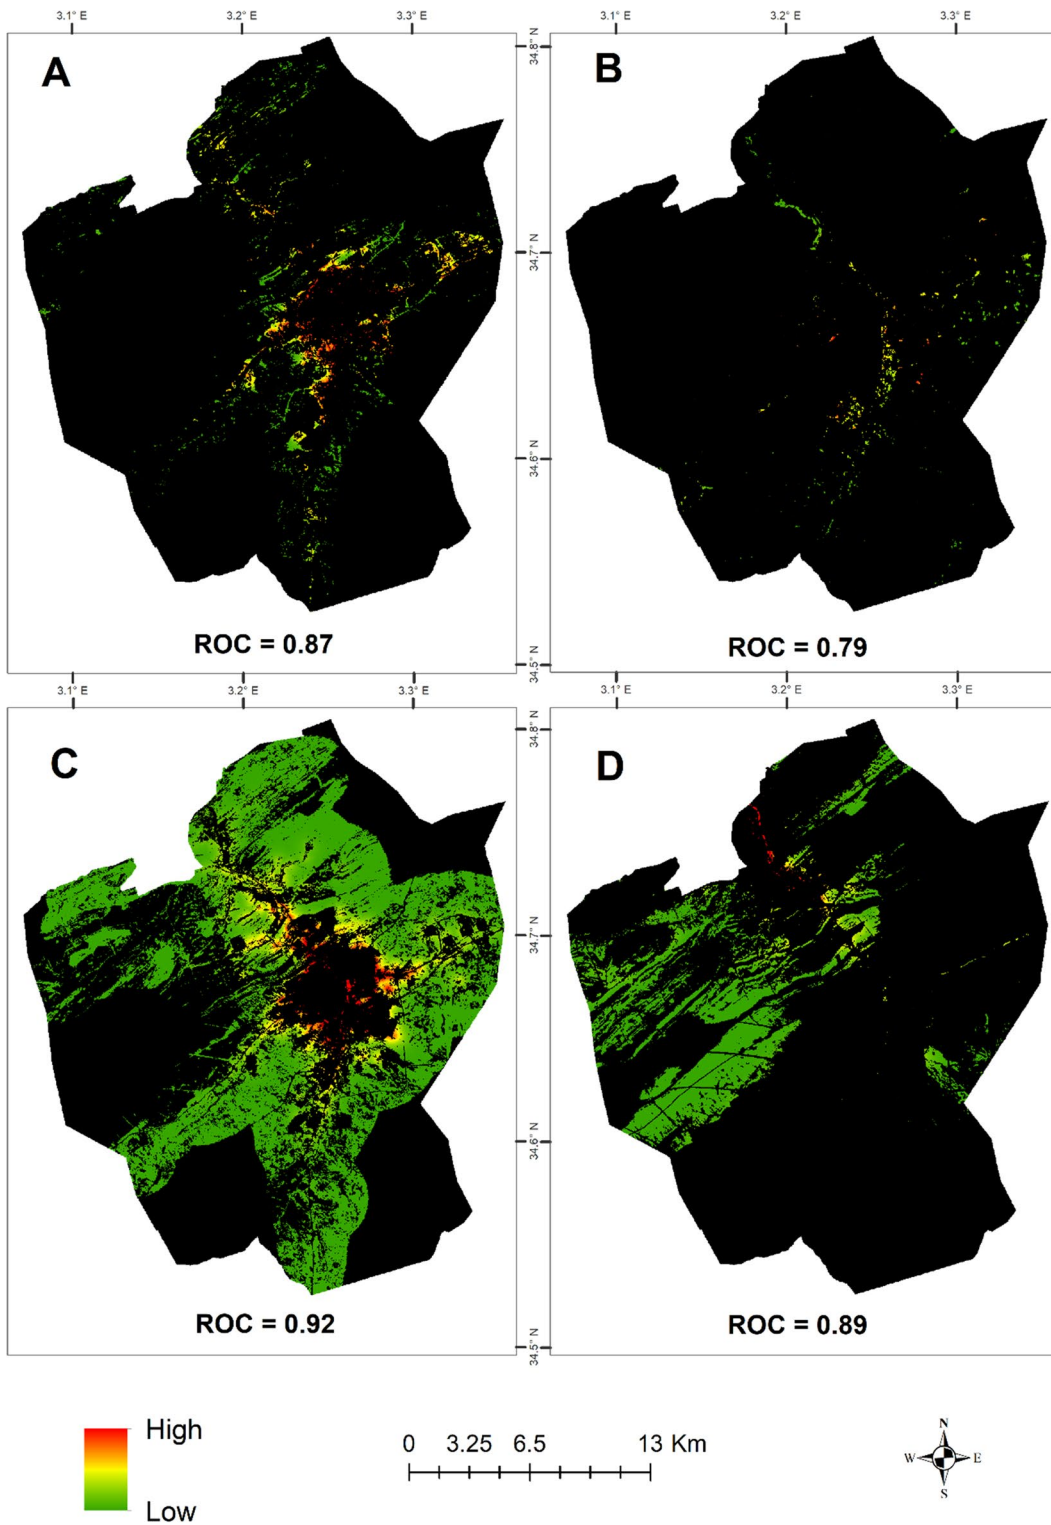 3.1° E 3.2° E 3.3° E 3.1° E 3.2° E 3.3° E
A
B
34.8° N
34.7° N
34.6° N
34.5° N
ROC = 0.87
ROC = 0.79
3.1° E 3.2° E 3.3° E 3.1° E 3.2° E 3.3° E
C
D
34.8° N
34.7° N
34.6° N
34.5° N
ROC = 0.92
ROC = 0.89
High
Low
0 3.25 6.5 13 Km
N
W E
S